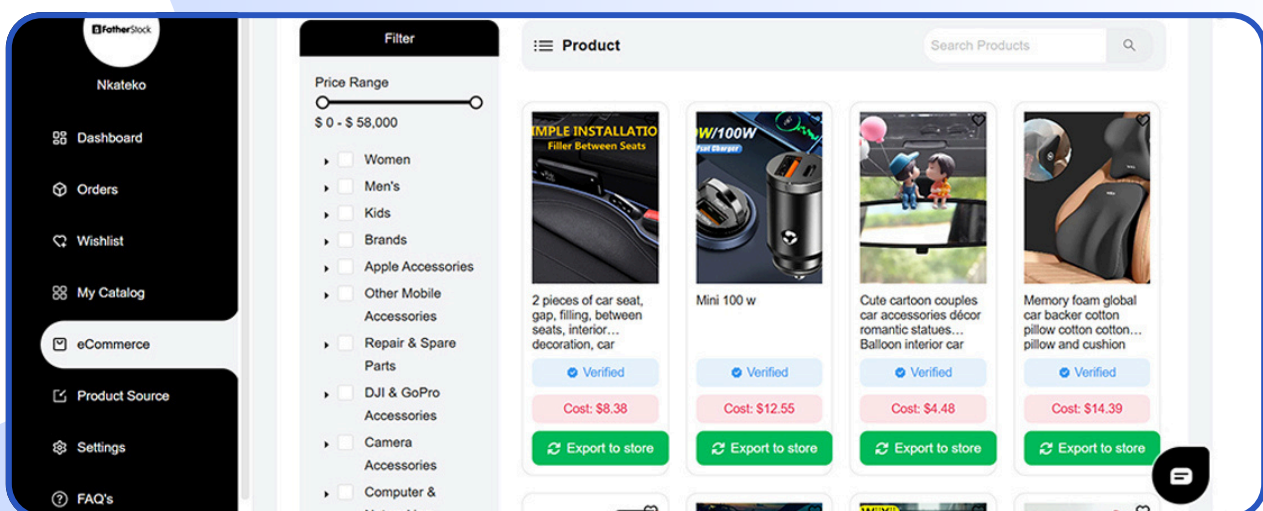 FatherStock
Nkateko
Dashboard
Orders
Wishlist
My Catalog
eCommerce
Product Source
Settings
FAQ's
Filter
Price Range
$ 0 - $ 58,000
Women
Men's
Kids
Brands
Apple Accessories
Other Mobile
Accessories
Repair & Spare
Parts
DJI & GoPro
Accessories
Camera
Accessories
Computer &
Product
Search Products
IMPLE INSTALLATIO
Filler Between Seats
2 pieces of car seat,
gap, filling, between
seats, interior…
decoration, car
Verified
Cost: $8.38
Export to store
W/100W
Fast Charger
Mini 100 w
Verified
Cost: $12.55
Export to store
Cute cartoon couples
car accessories décor
romantic statues…
Balloon interior car
Verified
Cost: $4.48
Export to store
Memory foam global
car backer cotton
pillow cotton cotton…
pillow and cushion
Verified
Cost: $14.39
Export to store